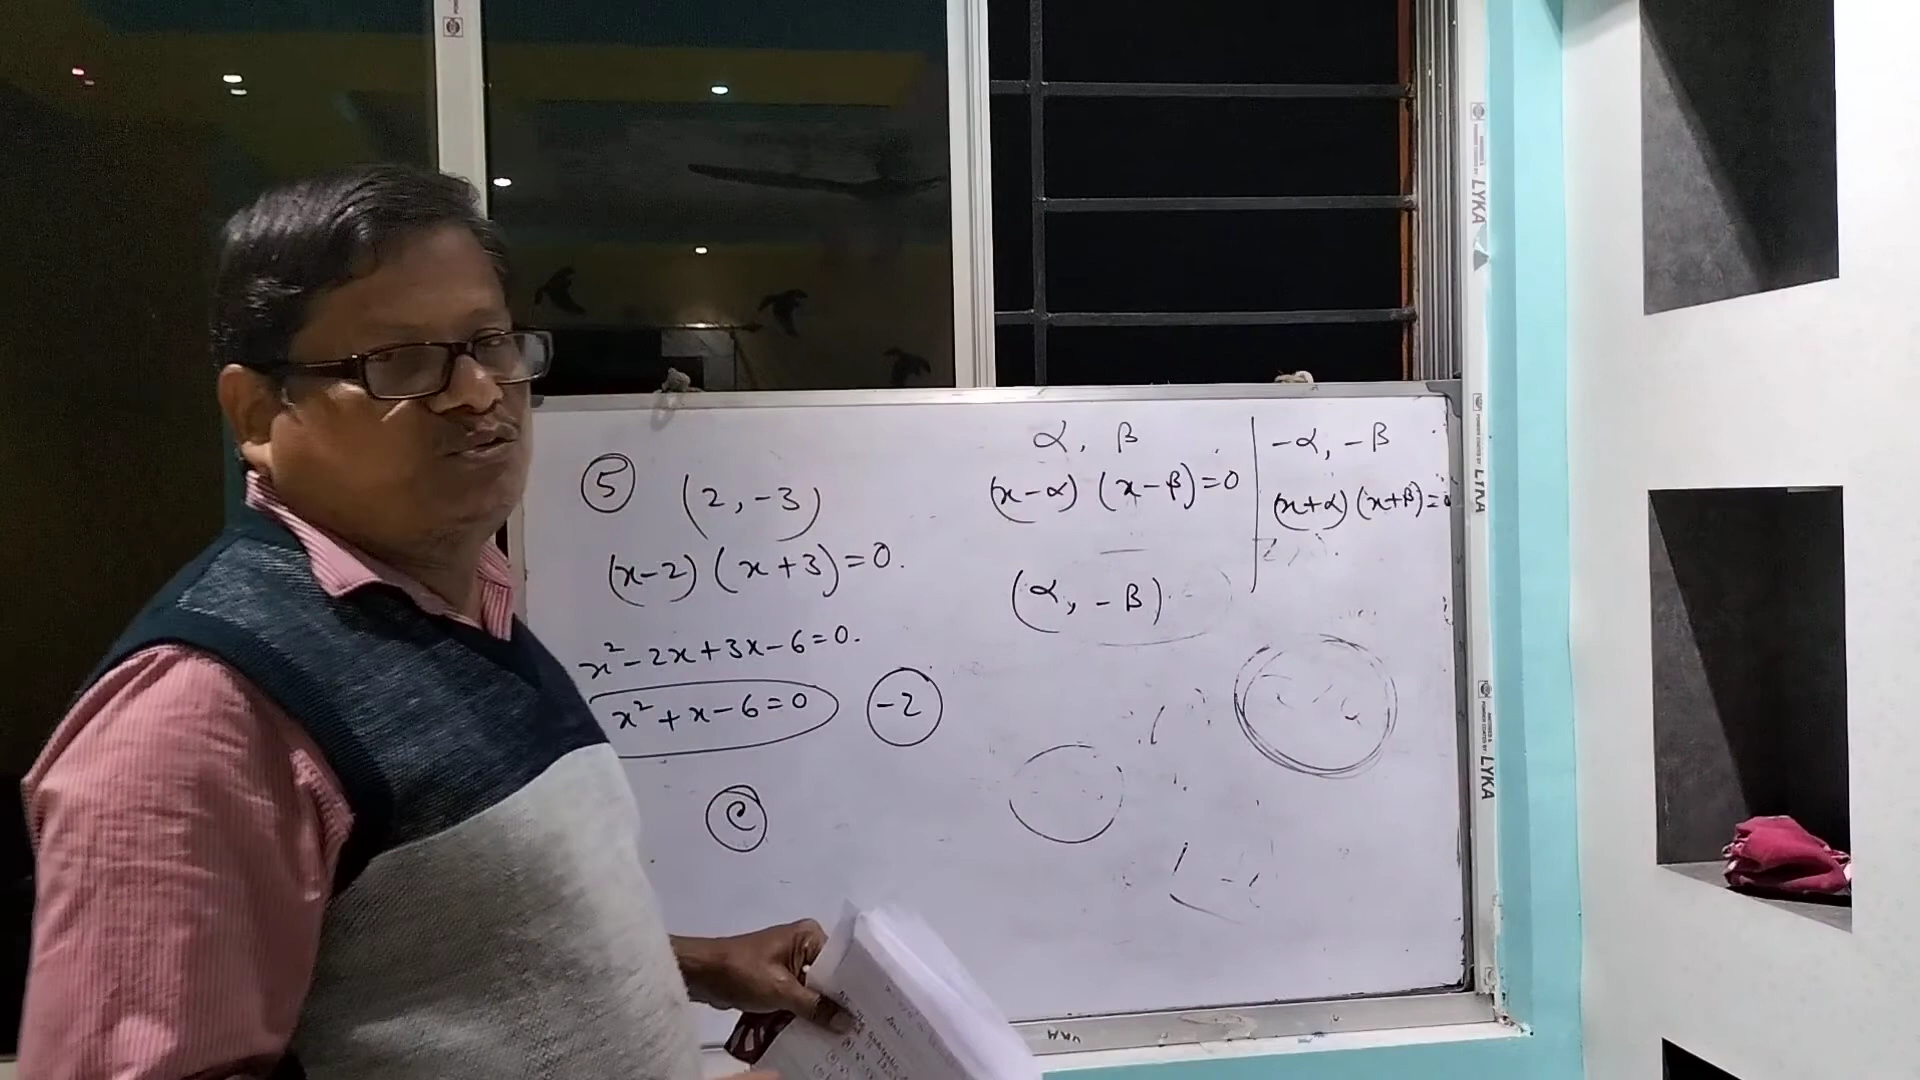 ⑤ (2, -3)
(x-2) (x+3)=0.
x²-2x+3x-6=0.
x²+x-6=0
-2
c
α, β
(x-α) (x-β)=0
(α, -β)
-α, -β
(x+α) (x+β)=0
LYKA
LYKA
LYKA